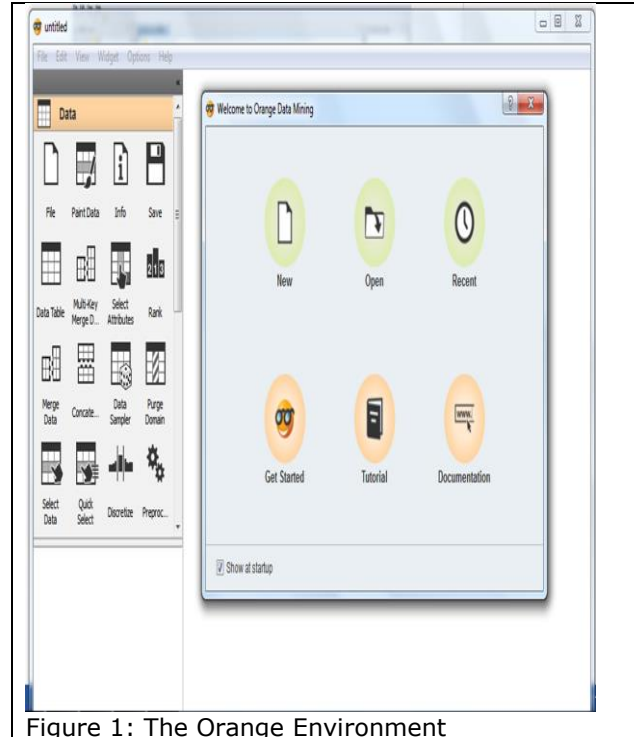 untitled
File Edit View Widget Options Help
Data
File Paint Data Info Save
Data Table Multi-Key Merge D... Select Attributes Rank
Merge Data Concate... Data Sampler Purge Domain
Select Data Quick Select Discretize Preproc...
Welcome to Orange Data Mining
New Open Recent
www.
Get Started Tutorial Documentation
Show at startup
Figure 1: The Orange Environment